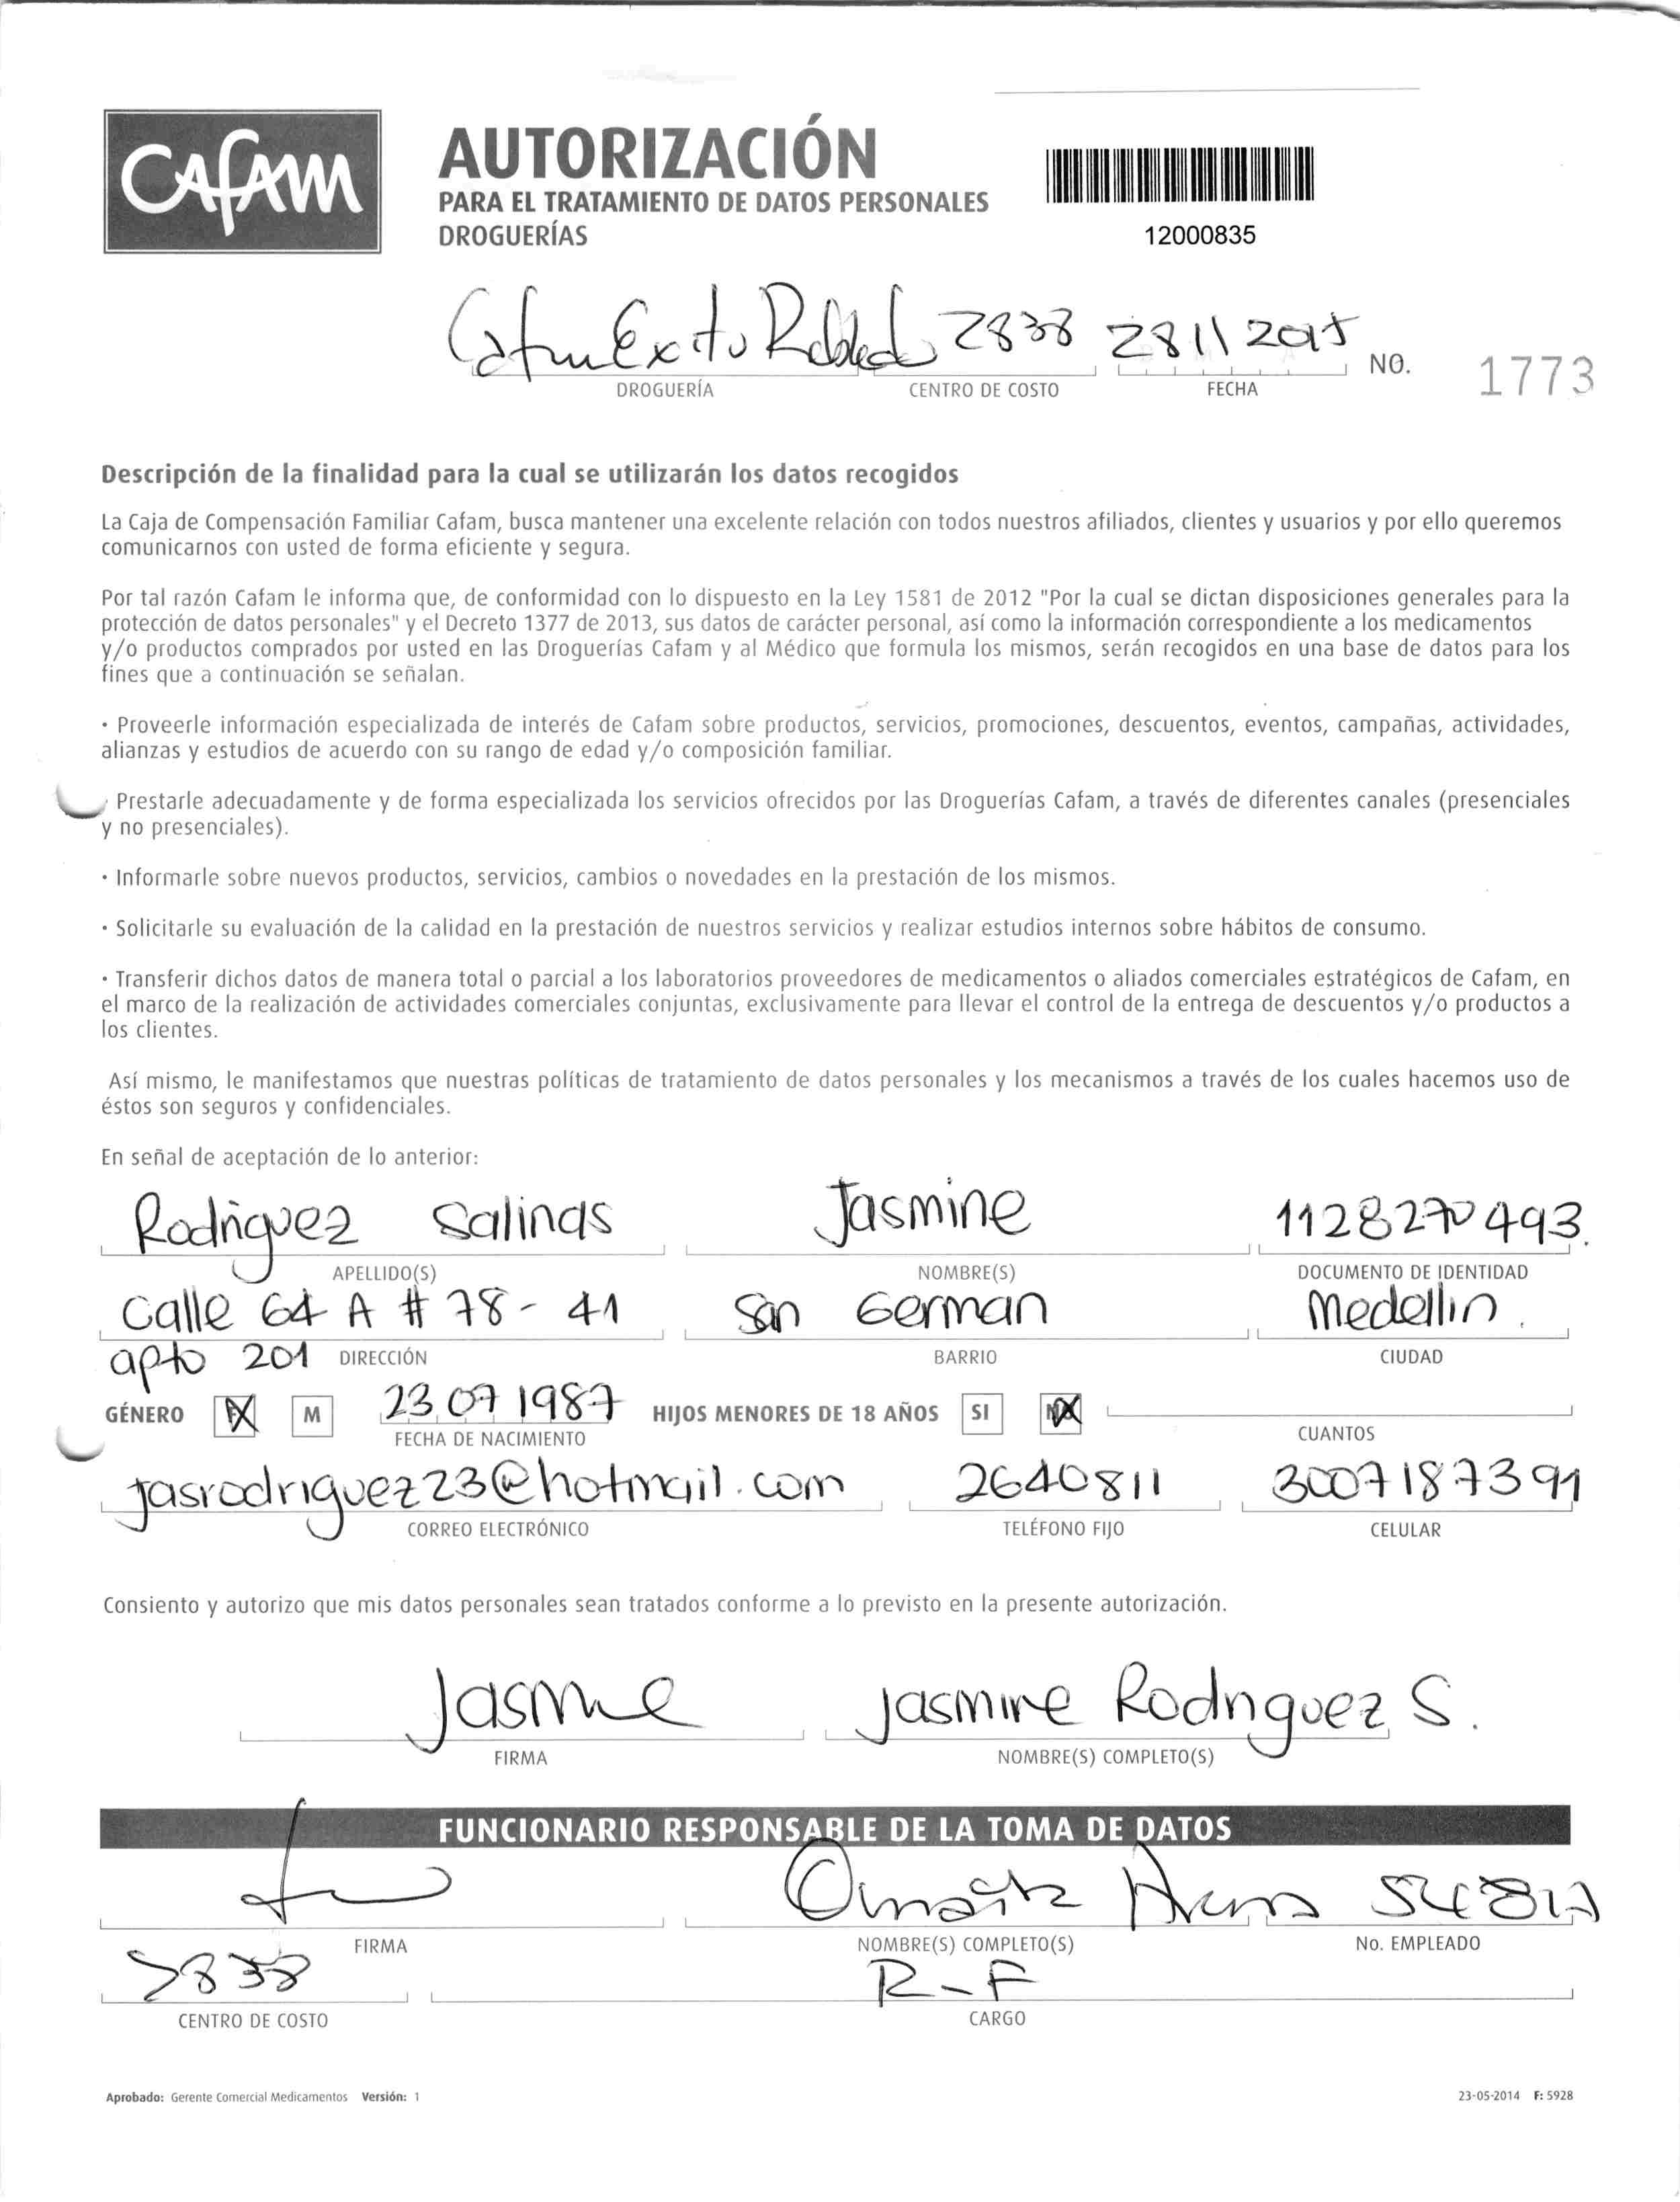 CAFAM
AUTORIZACIÓN
PARA EL TRATAMIENTO DE DATOS PERSONALES
DROGUERÍAS
12000835
Cafam Exito Robledo 2838 28 11 2015 NO. 1773
DROGUERÍA CENTRO DE COSTO FECHA
Descripción de la finalidad para la cual se utilizarán los datos recogidos
La Caja de Compensación Familiar Cafam, busca mantener una excelente relación con todos nuestros afiliados, clientes y usuarios y por ello queremos
comunicarnos con usted de forma eficiente y segura.
Por tal razón Cafam le informa que, de conformidad con lo dispuesto en la Ley 1581 de 2012 "Por la cual se dictan disposiciones generales para la
protección de datos personales" y el Decreto 1377 de 2013, sus datos de carácter personal, así como la información correspondiente a los medicamentos
y/o productos comprados por usted en las Droguerías Cafam y al Médico que formula los mismos, serán recogidos en una base de datos para los
fines que a continuación se señalan.
· Proveerle información especializada de interés de Cafam sobre productos, servicios, promociones, descuentos, eventos, campañas, actividades,
alianzas y estudios de acuerdo con su rango de edad y/o composición familiar.
· Prestarle adecuadamente y de forma especializada los servicios ofrecidos por las Droguerías Cafam, a través de diferentes canales (presenciales
y no presenciales).
· Informarle sobre nuevos productos, servicios, cambios o novedades en la prestación de los mismos.
· Solicitarle su evaluación de la calidad en la prestación de nuestros servicios y realizar estudios internos sobre hábitos de consumo.
· Transferir dichos datos de manera total o parcial a los laboratorios proveedores de medicamentos o aliados comerciales estratégicos de Cafam, en
el marco de la realización de actividades comerciales conjuntas, exclusivamente para llevar el control de la entrega de descuentos y/o productos a
los clientes.
Así mismo, le manifestamos que nuestras políticas de tratamiento de datos personales y los mecanismos a través de los cuales hacemos uso de
éstos son seguros y confidenciales.
En señal de aceptación de lo anterior:
Rodriguez Salinas Jasmine 1128270493.
APELLIDO(S) NOMBRE(S) DOCUMENTO DE IDENTIDAD
Calle 64 A # 78 - 41 San German Medellin.
apto 201 DIRECCIÓN BARRIO CIUDAD
GÉNERO F M 23 07 1987 HIJOS MENORES DE 18 AÑOS SI NO
FECHA DE NACIMIENTO CUANTOS
jasrodriguez23@hotmail.com 2640811 3007187391
CORREO ELECTRÓNICO TELÉFONO FIJO CELULAR
Consiento y autorizo que mis datos personales sean tratados conforme a lo previsto en la presente autorización.
Jasmine Jasmine Rodriguez S.
FIRMA NOMBRE(S) COMPLETO(S)
FUNCIONARIO RESPONSABLE DE LA TOMA DE DATOS
FIRMA NOMBRE(S) COMPLETO(S) No. EMPLEADO
2838 R-F
CENTRO DE COSTO CARGO
Aprobado: Gerente Comercial Medicamentos Versión: 1 23-05-2014 F: 5928